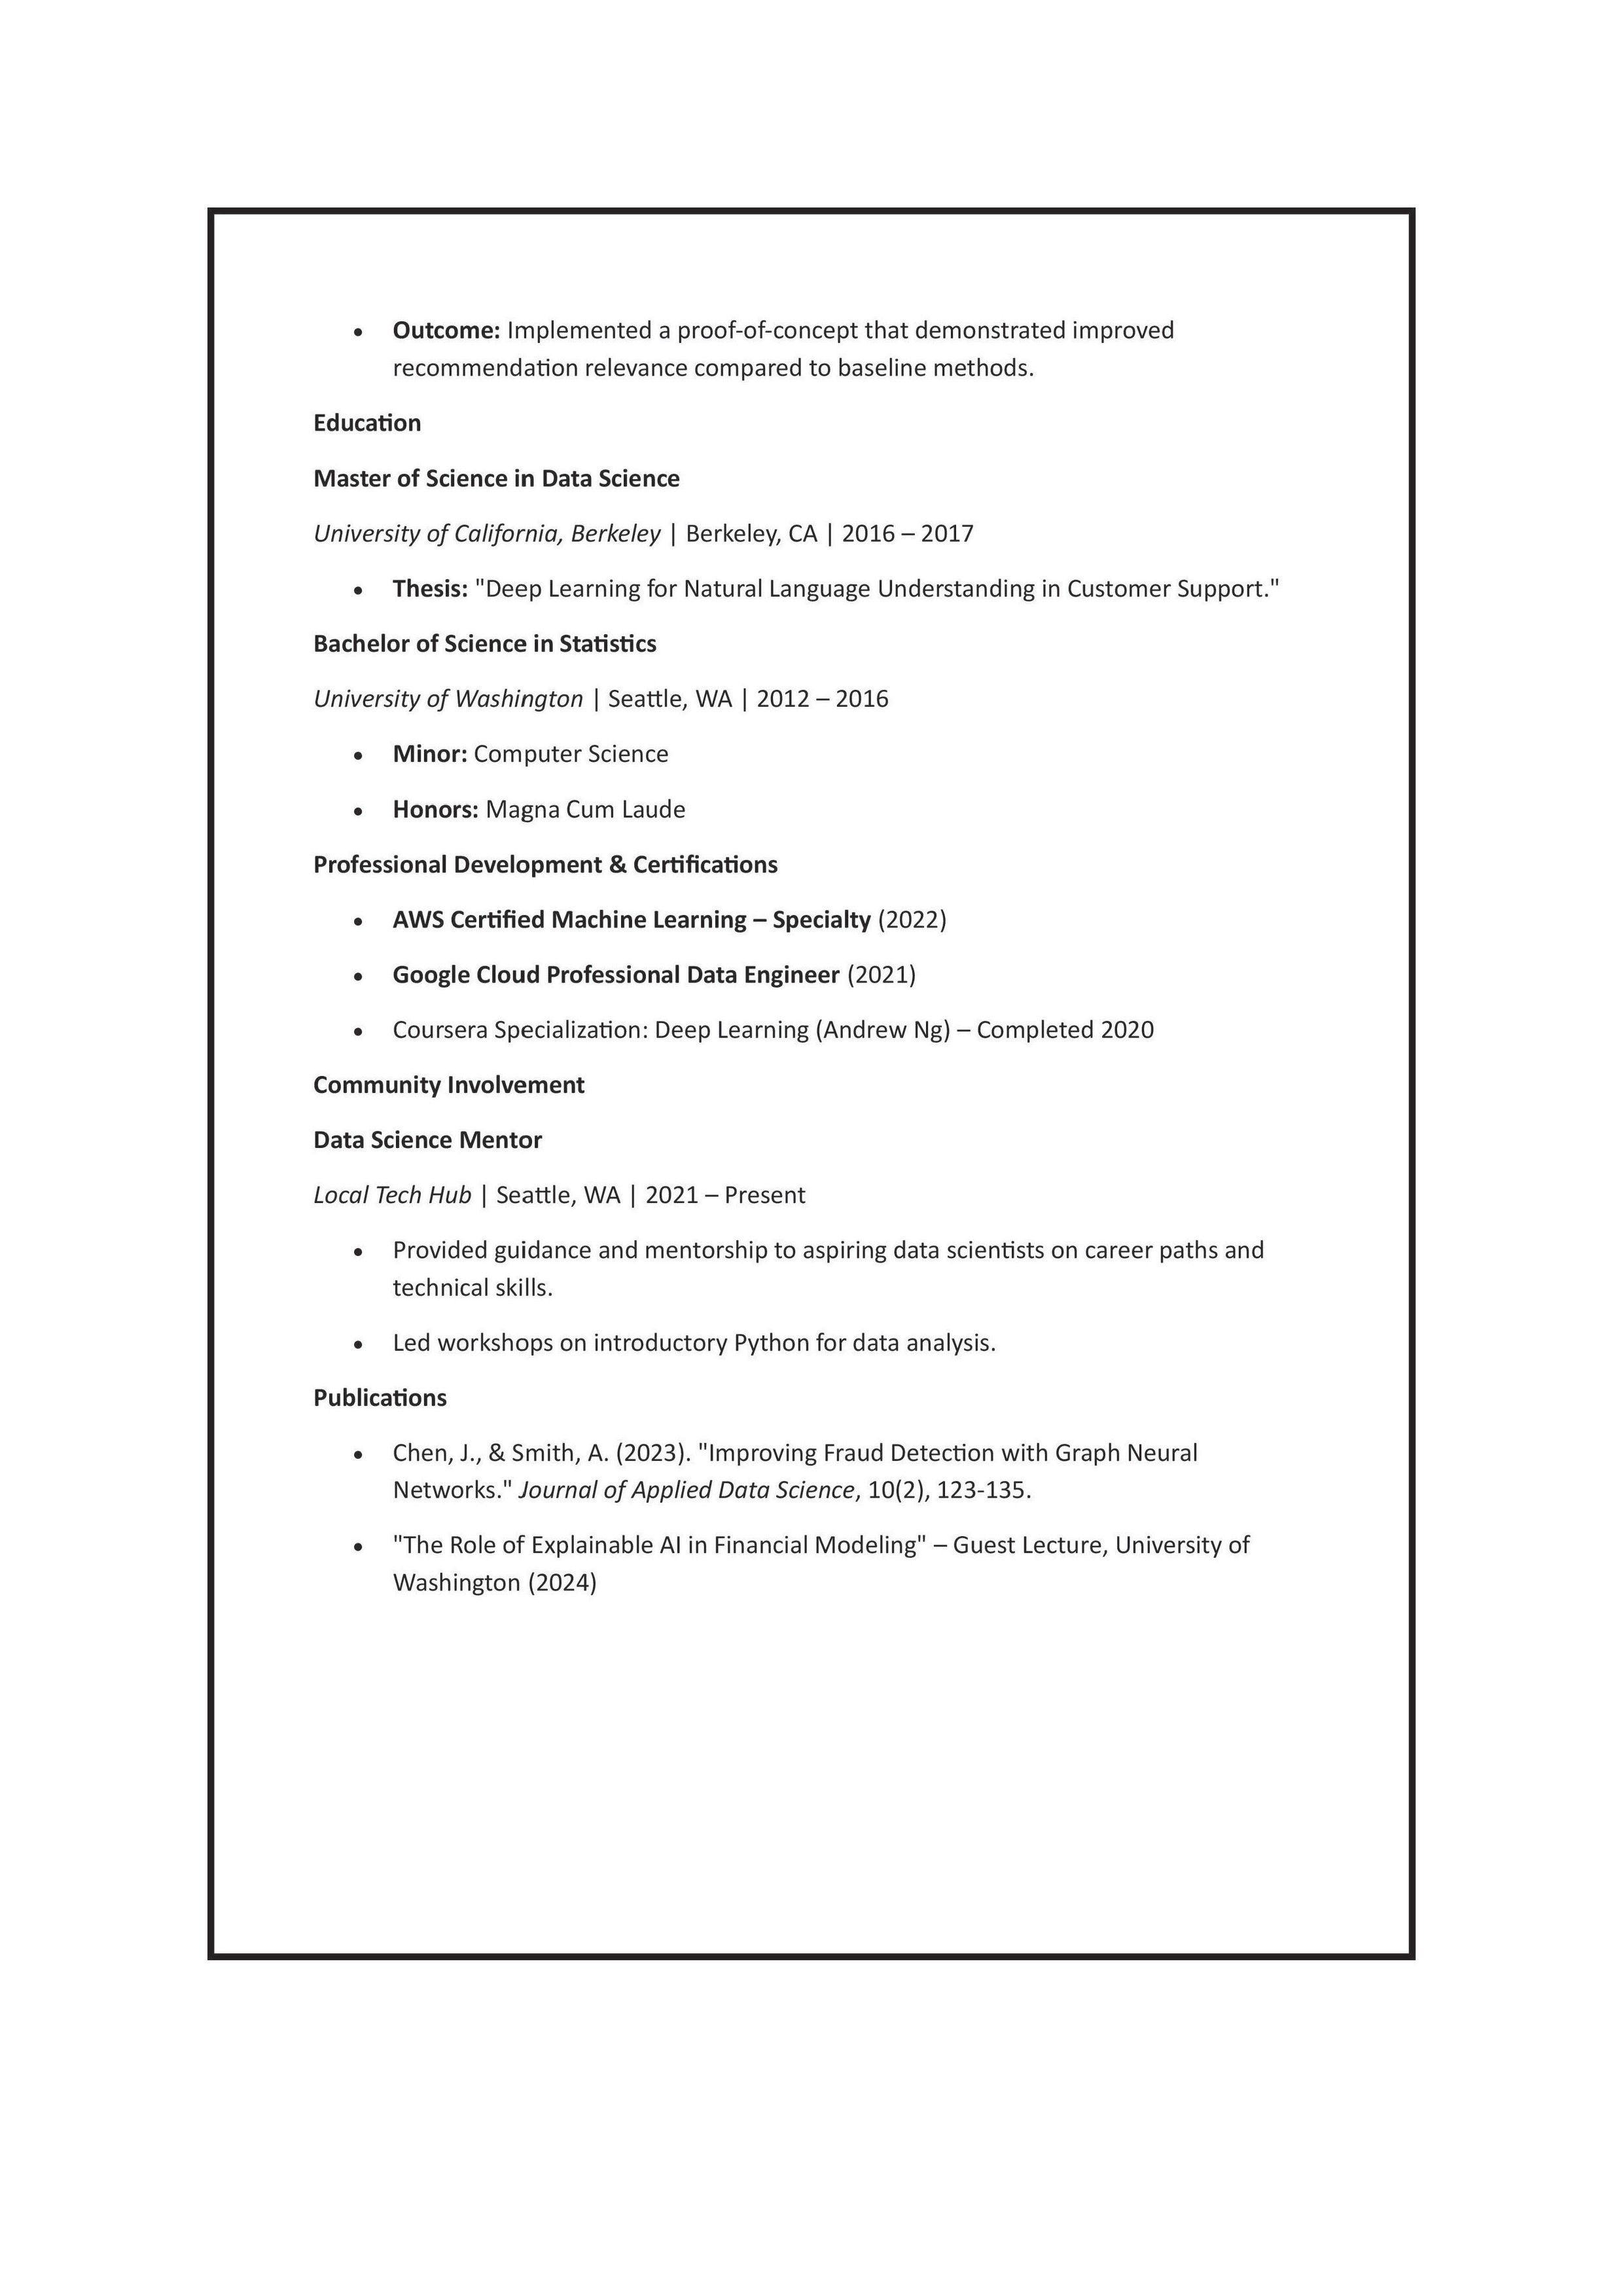 • Outcome: Implemented a proof-of-concept that demonstrated improved
recommendation relevance compared to baseline methods.
Education
Master of Science in Data Science
University of California, Berkeley | Berkeley, CA | 2016 – 2017
• Thesis: "Deep Learning for Natural Language Understanding in Customer Support."
Bachelor of Science in Statistics
University of Washington | Seattle, WA | 2012 – 2016
• Minor: Computer Science
• Honors: Magna Cum Laude
Professional Development & Certifications
• AWS Certified Machine Learning – Specialty (2022)
• Google Cloud Professional Data Engineer (2021)
• Coursera Specialization: Deep Learning (Andrew Ng) – Completed 2020
Community Involvement
Data Science Mentor
Local Tech Hub | Seattle, WA | 2021 – Present
• Provided guidance and mentorship to aspiring data scientists on career paths and
technical skills.
• Led workshops on introductory Python for data analysis.
Publications
• Chen, J., & Smith, A. (2023). "Improving Fraud Detection with Graph Neural
Networks." Journal of Applied Data Science, 10(2), 123-135.
• "The Role of Explainable AI in Financial Modeling" – Guest Lecture, University of
Washington (2024)